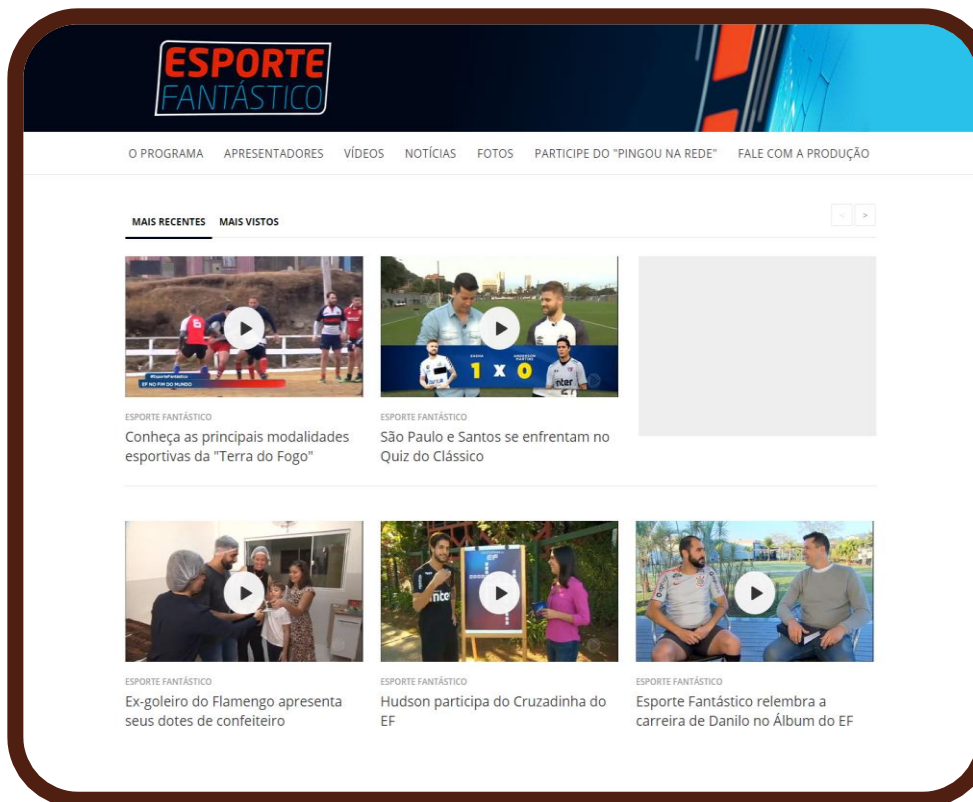 ESPORTE
FANTÁSTICO
O PROGRAMA APRESENTADORES VÍDEOS NOTÍCIAS FOTOS PARTICIPE DO "PINGOU NA REDE" FALE COM A PRODUÇÃO
MAIS RECENTES MAIS VISTOS < >
#EsporteFantástico
EF NO FIM DO MUNDO
1 X 0
inter
ESPORTE FANTÁSTICO
Conheça as principais modalidades
esportivas da "Terra do Fogo"
ESPORTE FANTÁSTICO
São Paulo e Santos se enfrentam no
Quiz do Clássico
EF
inter
ESPORTE FANTÁSTICO
Ex-goleiro do Flamengo apresenta
seus dotes de confeiteiro
ESPORTE FANTÁSTICO
Hudson participa do Cruzadinha do
EF
ESPORTE FANTÁSTICO
Esporte Fantástico relembra a
carreira de Danilo no Álbum do EF